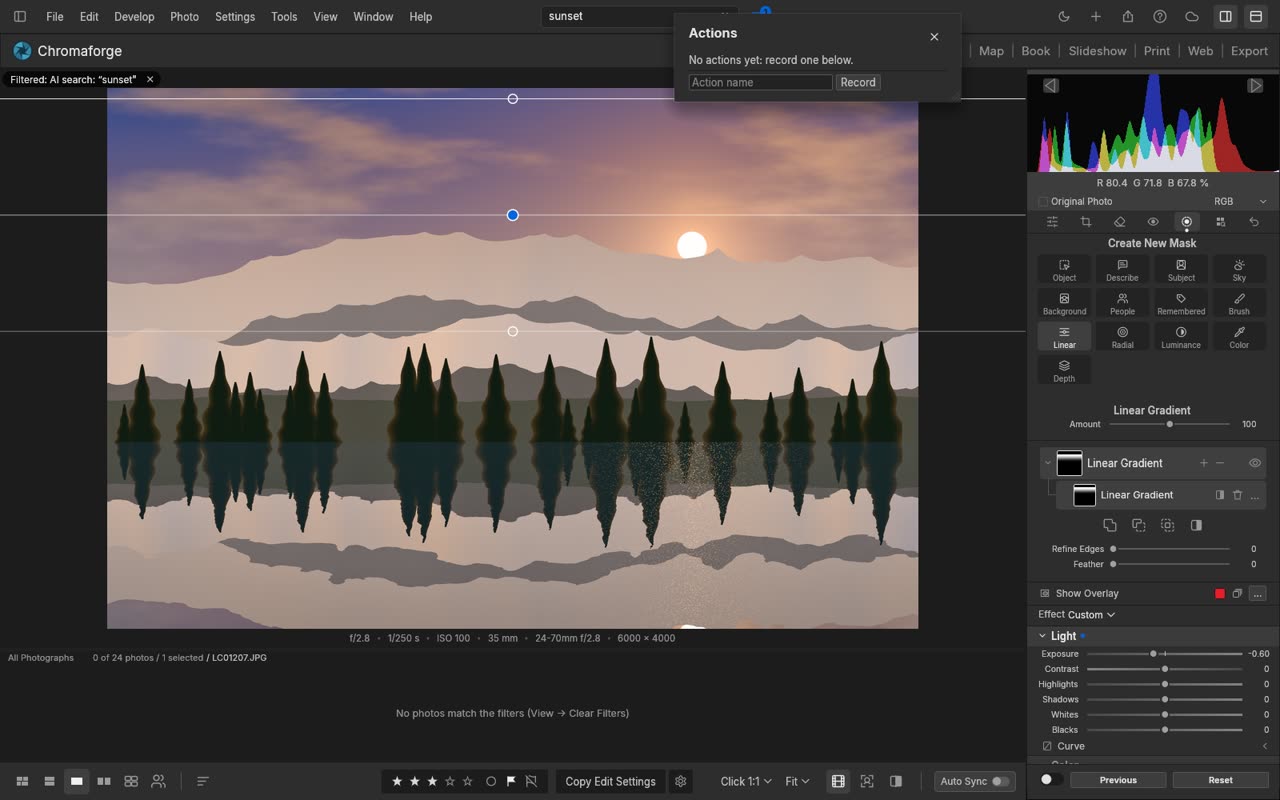 File Edit Develop Photo Settings Tools View Window Help
sunset
Chromaforge
Map Book Slideshow Print Web Export
Actions
No actions yet: record one below.
Action name Record
Filtered: AI search: “sunset”
R 80.4 G 71.8 B 67.8 %
Original Photo RGB
Create New Mask
Object Describe Subject Sky
Background People Remembered Brush
Linear Radial Luminance Color
Depth
Linear Gradient
Amount 100
Linear Gradient
Linear Gradient
Refine Edges 0
Feather 0
Show Overlay
Effect Custom
Light
Exposure -0.60
Contrast 0
Highlights 0
Shadows 0
Whites 0
Blacks 0
Curve
f/2.8 · 1/250 s · ISO 100 · 35 mm · 24-70mm f/2.8 · 6000 × 4000
All Photographs 0 of 24 photos / 1 selected / LC01207.JPG
No photos match the filters (View → Clear Filters)
Copy Edit Settings Click 1:1 Fit Auto Sync Previous Reset